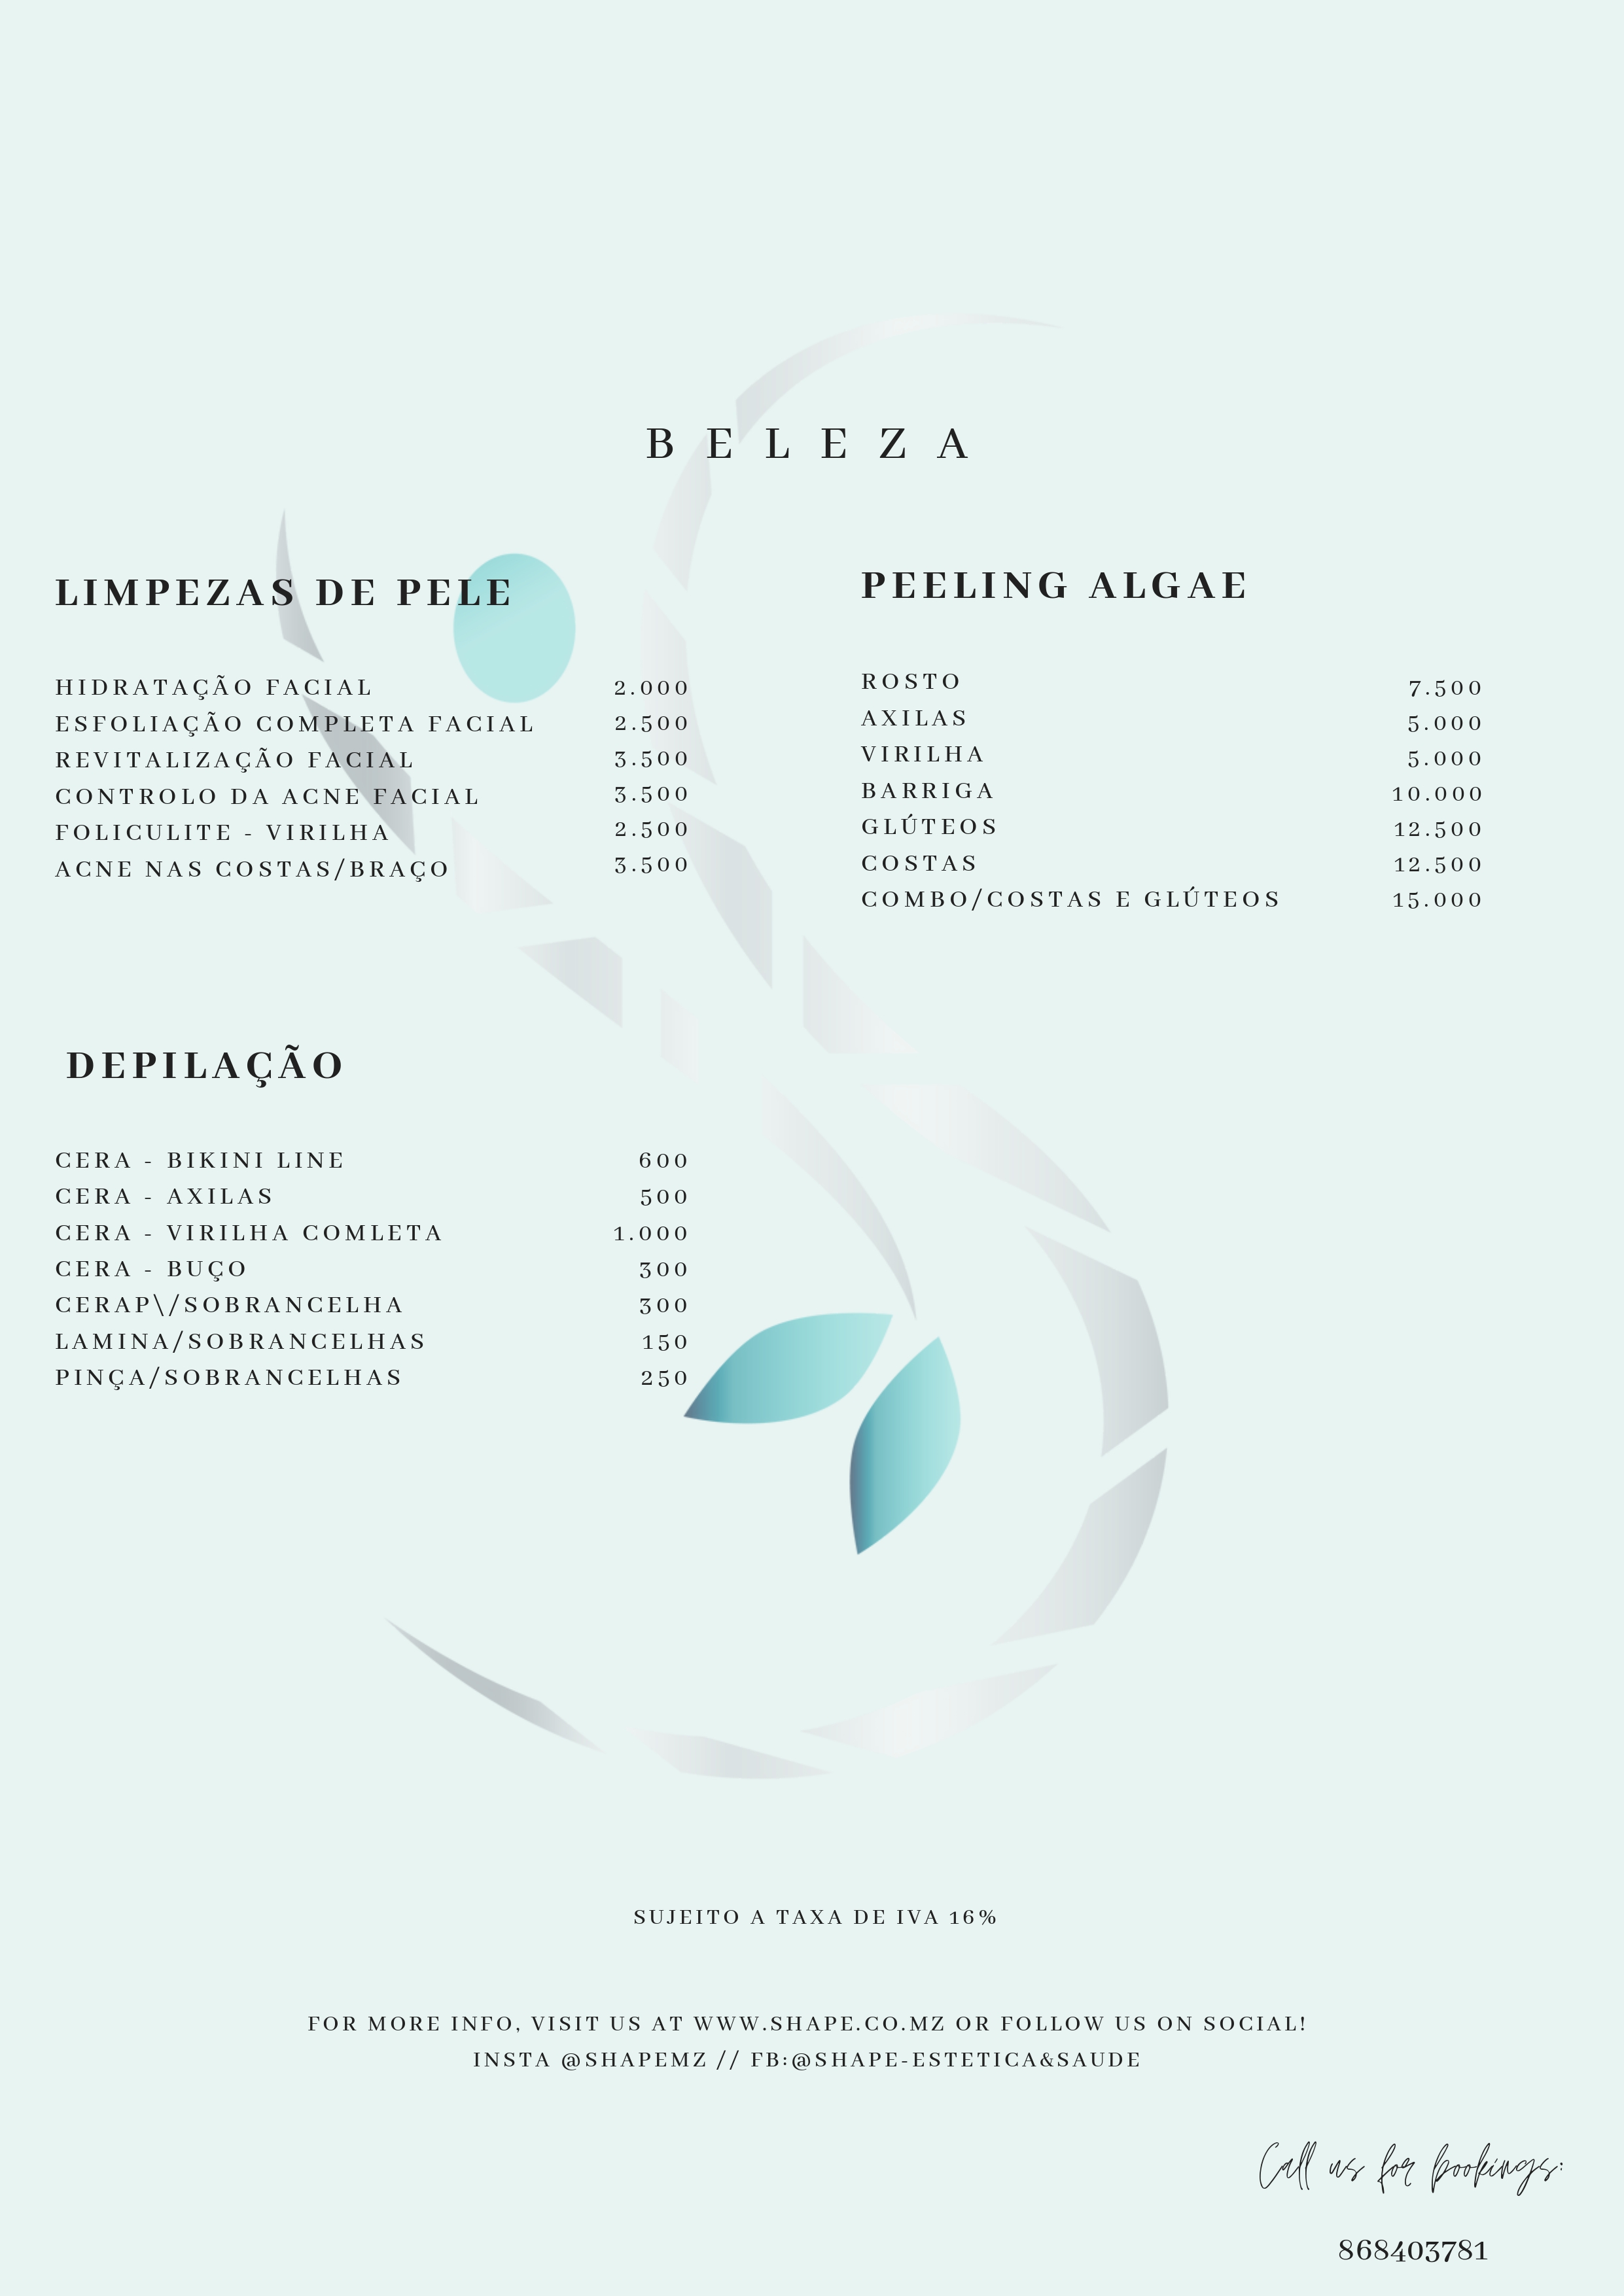 BELEZA
LIMPEZAS DE PELE
HIDRATAÇÃO FACIAL 2.000
ESFOLIAÇÃO COMPLETA FACIAL 2.500
REVITALIZAÇÃO FACIAL 3.500
CONTROLO DA ACNE FACIAL 3.500
FOLICULITE - VIRILHA 2.500
ACNE NAS COSTAS/BRAÇO 3.500
PEELING ALGAE
ROSTO 7.500
AXILAS 5.000
VIRILHA 5.000
BARRIGA 10.000
GLÚTEOS 12.500
COSTAS 12.500
COMBO/COSTAS E GLÚTEOS 15.000
DEPILAÇÃO
CERA - BIKINI LINE 600
CERA - AXILAS 500
CERA - VIRILHA COMLETA 1.000
CERA - BUÇO 300
CERAP\/SOBRANCELHA 300
LAMINA/SOBRANCELHAS 150
PINÇA/SOBRANCELHAS 250
SUJEITO A TAXA DE IVA 16%
FOR MORE INFO, VISIT US AT WWW.SHAPE.CO.MZ OR FOLLOW US ON SOCIAL!
INSTA @SHAPEMZ // FB:@SHAPE-ESTETICA&SAUDE
Call us for bookings:
868403781